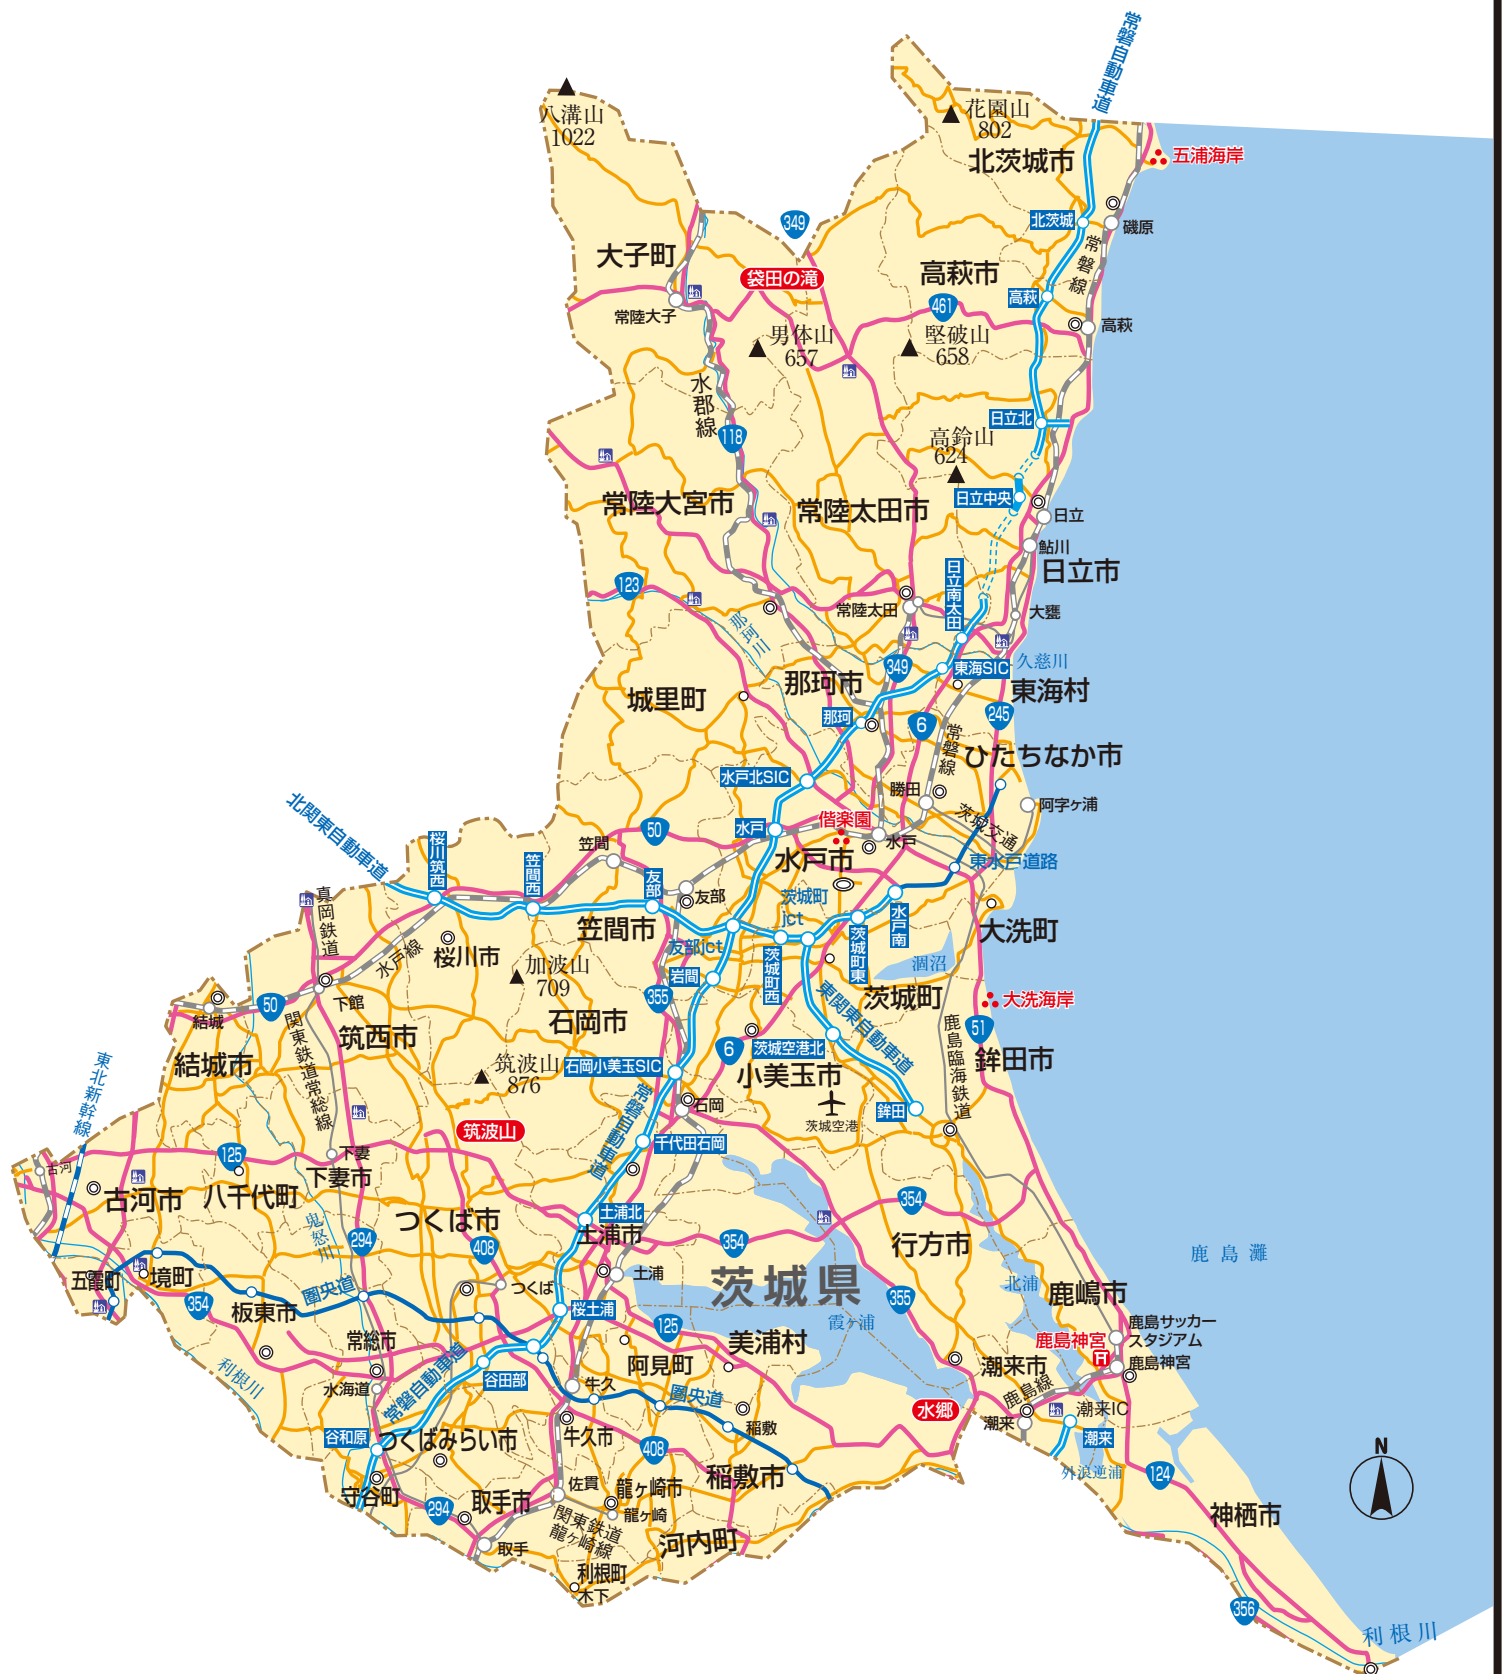 常磐自動車道
八溝山
1022
花園山
802
北茨城市
五浦海岸
北茨城
磯原
349
大子町
袋田の滝
高萩市
常磐線
高萩
461
高萩
常陸大子
男体山
657
堅破山
658
水郡線
118
日立北
高鈴山
624
常陸大宮市
常陸太田市
日立中央
日立
鮎川
日立市
日立南太田
123
常陸太田
大甕
那珂川
久慈川
349
東海SIC
那珂市
東海村
城里町
那珂
6
245
常磐線
ひたちなか市
水戸北SIC
勝田
阿字ヶ浦
北関東自動車道
茨城交通
50
水戸
偕楽園
水戸
桜川筑西
笠間
笠間西
水戸市
東水戸道路
友部
友部
茨城町
jct
真岡鉄道
水戸南
笠間市
大洗町
水戸線
桜川市
友部jct
茨城町西
茨城町東
涸沼
加波山
709
岩間
355
茨城町
大洗海岸
東関東自動車道
50
下館
結城
石岡市
筑西市
関東鉄道常総線
鹿島臨海鉄道
51
6
茨城空港北
鉾田市
結城市
筑波山
876
石岡小美玉SIC
小美玉市
東北新幹線
常磐自動車道
石岡
鉾田
茨城空港
筑波山
千代田石岡
125
下妻
古河
下妻市
古河市
八千代町
つくば市
土浦北
354
土浦市
鬼怒川
294
408
354
行方市
鹿島灘
五霞町
境町
土浦
茨城県
北浦
鹿嶋市
圏央道
つくば
354
板東市
桜土浦
355
125
霞ヶ浦
鹿島サッカー
スタジアム
常総市
美浦村
鹿島神宮
利根川
阿見町
潮来市
鹿島神宮
常磐自動車道
谷田部
水海道
牛久
圏央道
鹿島線
水郷
潮来
潮来IC
谷和原
つくばみらい市
牛久市
稲敷
潮来
408
外浪逆浦
守谷町
佐貫
龍ヶ崎市
稲敷市
124
294
取手市
龍ヶ崎
神栖市
関東鉄道
龍ヶ崎線
河内町
取手
利根町
木下
356
利根川
N